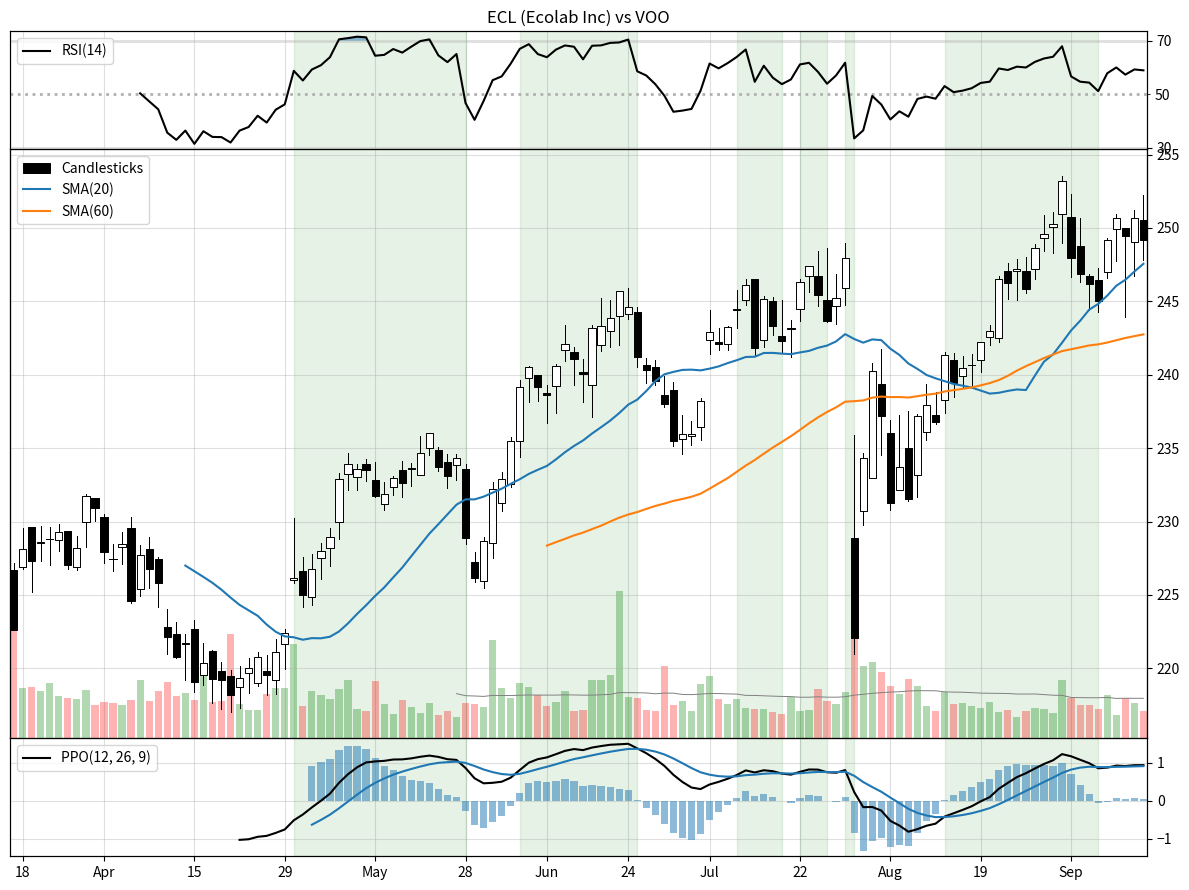 ECL (Ecolab Inc) vs VOO
RSI(14)
70
50
30
Candlesticks
SMA(20)
SMA(60)
255
250
245
240
235
230
225
220
PPO(12, 26, 9)
1
0
−1
18 Apr 15 29 May 28 Jun 24 Jul 22 Aug 19 Sep